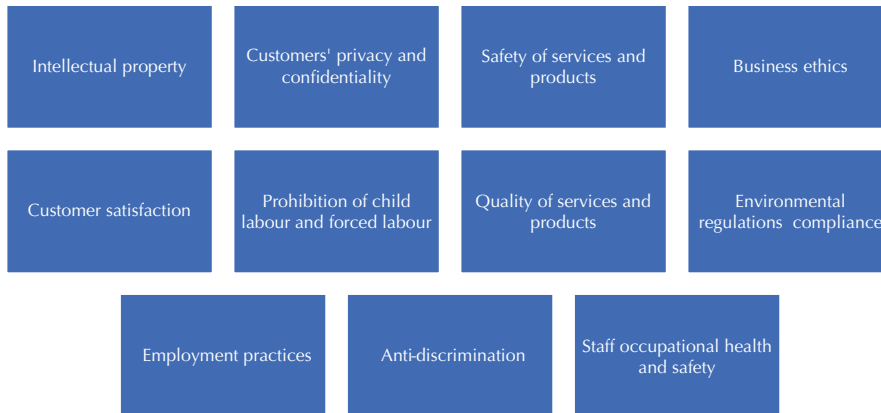 Intellectual property
Customers' privacy and
confidentiality
Safety of services and
products
Business ethics
Customer satisfaction
Prohibition of child
labour and forced labour
Quality of services and
products
Environmental
regulations compliance
Employment practices
Anti-discrimination
Staff occupational health
and safety